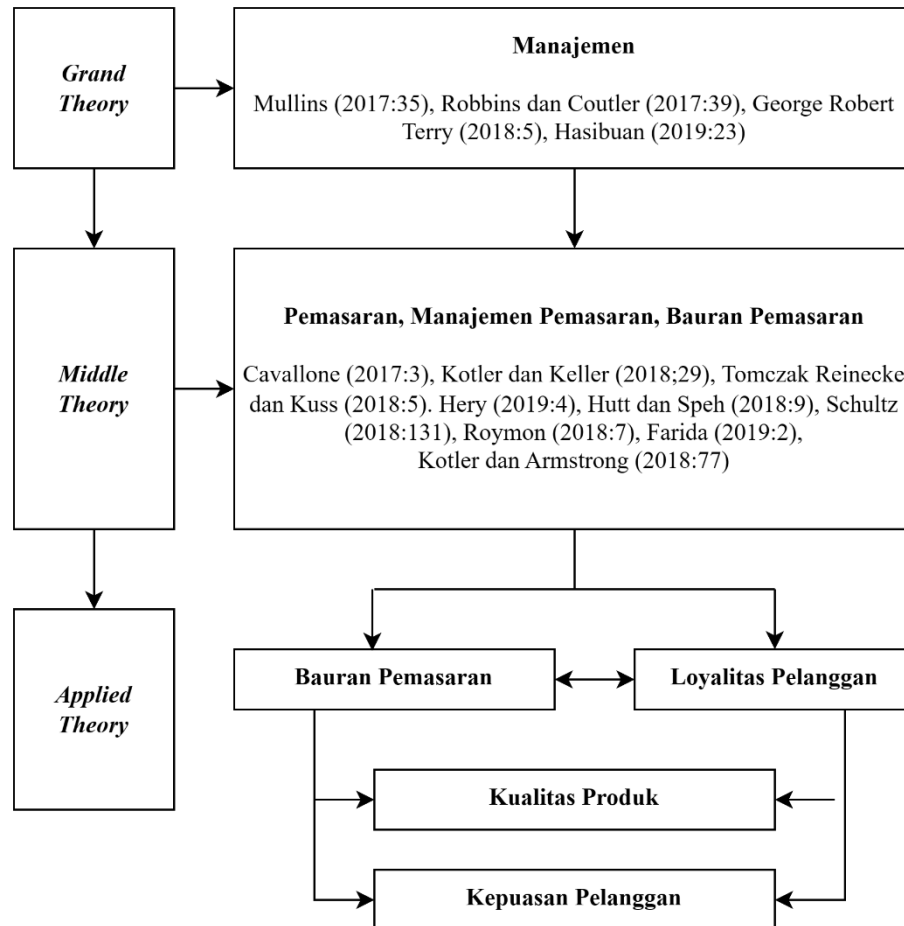 Grand
Theory
Manajemen
Mullins (2017:35), Robbins dan Coutler (2017:39), George Robert
Terry (2018:5), Hasibuan (2019:23)
Middle
Theory
Pemasaran, Manajemen Pemasaran, Bauran Pemasaran
Cavallone (2017:3), Kotler dan Keller (2018;29), Tomczak Reinecke
dan Kuss (2018:5). Hery (2019:4), Hutt dan Speh (2018:9), Schultz
(2018:131), Roymon (2018:7), Farida (2019:2),
Kotler dan Armstrong (2018:77)
Applied
Theory
Bauran Pemasaran
Loyalitas Pelanggan
Kualitas Produk
Kepuasan Pelanggan